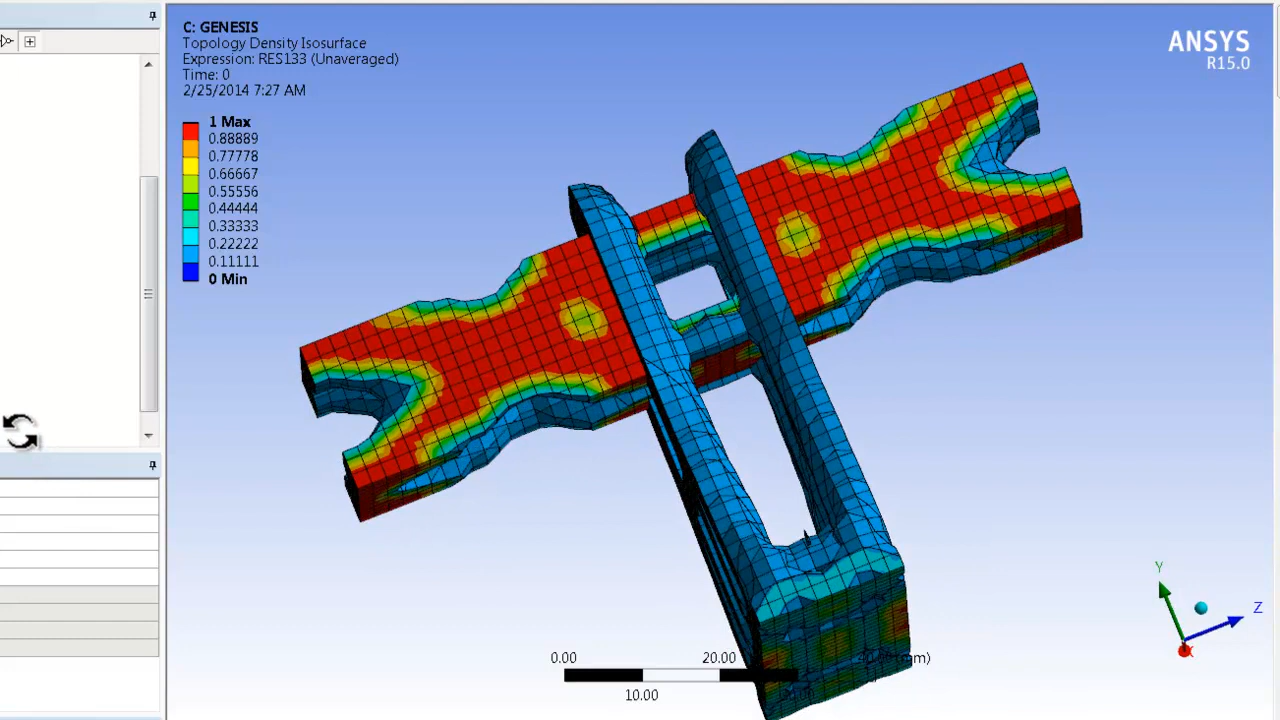 C: GENESIS
Topology Density Isosurface
Expression: RES133 (Unaveraged)
Time: 0
2/25/2014 7:27 AM
ANSYS
R15.0
1 Max
0.88889
0.77778
0.66667
0.55556
0.44444
0.33333
0.22222
0.11111
0 Min
Y
Z
X
0.00
20.00
(mm)
10.00